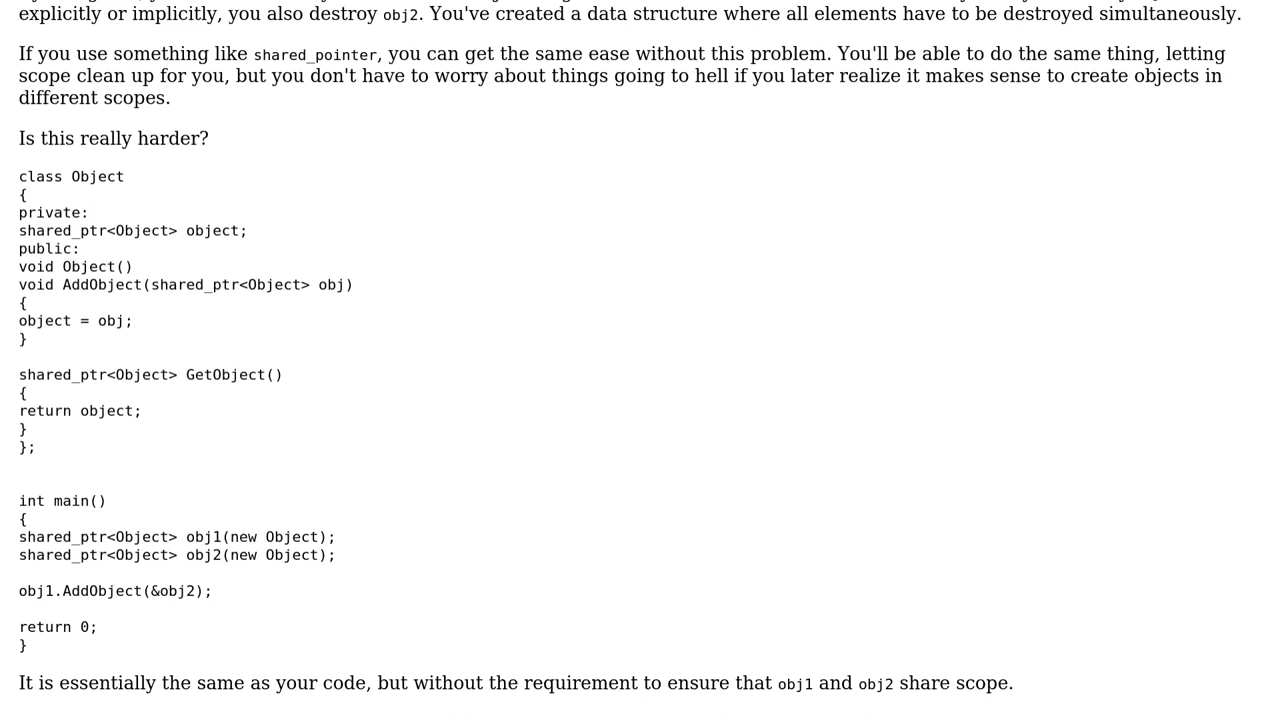 explicitly or implicitly, you also destroy obj2. You've created a data structure where all elements have to be destroyed simultaneously.
If you use something like shared_pointer, you can get the same ease without this problem. You'll be able to do the same thing, letting
scope clean up for you, but you don't have to worry about things going to hell if you later realize it makes sense to create objects in
different scopes.
Is this really harder?
class Object
{
private:
shared_ptr<Object> object;
public:
void Object()
void AddObject(shared_ptr<Object> obj)
{
object = obj;
}
shared_ptr<Object> GetObject()
{
return object;
}
};
int main()
{
shared_ptr<Object> obj1(new Object);
shared_ptr<Object> obj2(new Object);
obj1.AddObject(&obj2);
return 0;
}
It is essentially the same as your code, but without the requirement to ensure that obj1 and obj2 share scope.